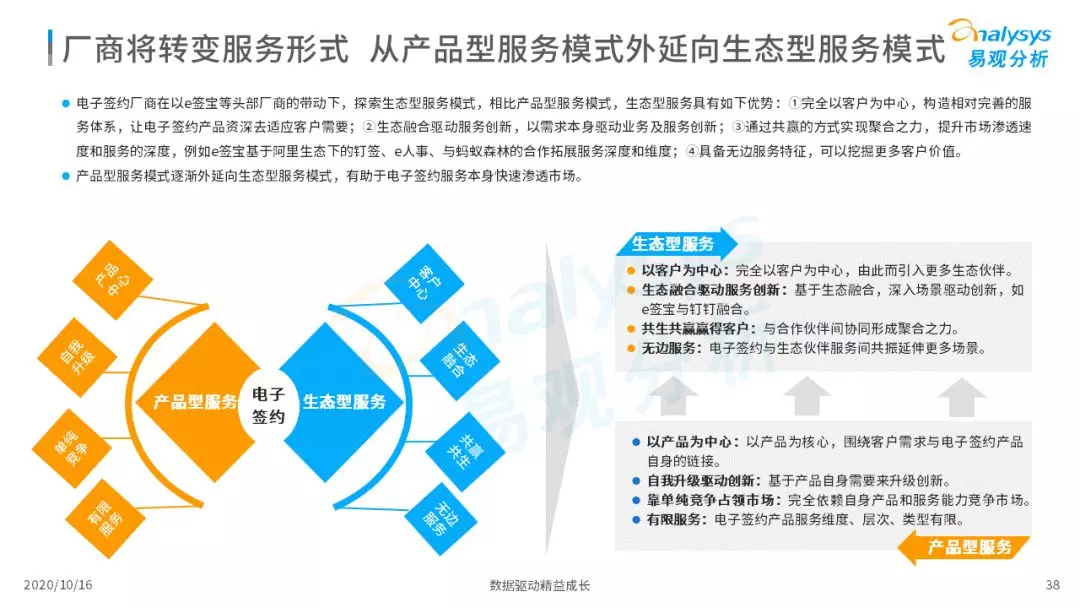 厂商将转变服务形式 从产品型服务模式外延向生态型服务模式
analysys
易观分析
电子签约厂商在以e签宝等头部厂商的带动下，探索生态型服务模式，相比产品型服务模式，生态型服务具有如下优势：①完全以客户为中心，构造相对完善的服
务体系，让电子签约产品资深去适应客户需要；②生态融合驱动服务创新，以需求本身驱动业务及服务创新；③通过共赢的方式实现聚合之力，提升市场渗透速
度和服务的深度，例如e签宝基于阿里生态下的钉签、e人事、与蚂蚁森林的合作拓展服务深度和维度；④具备无边服务特征，可以挖掘更多客户价值。
产品型服务模式逐渐外延向生态型服务模式，有助于电子签约服务本身快速渗透市场。
产品
中心
自我
升级
单纯
竞争
有限
服务
产品型服务
电子
签约
生态型服务
客户
中心
生态
融合
共赢
共生
无边
服务
analysys
易观分析
生态型服务
以客户为中心：完全以客户为中心，由此而引入更多生态伙伴。
生态融合驱动服务创新：基于生态融合，深入场景驱动创新，如
e签宝与钉钉融合。
共生共赢赢得客户：与合作伙伴间协同形成聚合之力。
无边服务：电子签约与生态伙伴服务间共振延伸更多场景。
以产品为中心：以产品为核心，围绕客户需求与电子签约产品
自身的链接。
自我升级驱动创新：基于产品自身需要来升级创新。
靠单纯竞争占领市场：完全依赖自身产品和服务能力竞争市场。
有限服务：电子签约产品服务维度、层次、类型有限。
产品型服务
2020/10/16
数据驱动精益成长
38